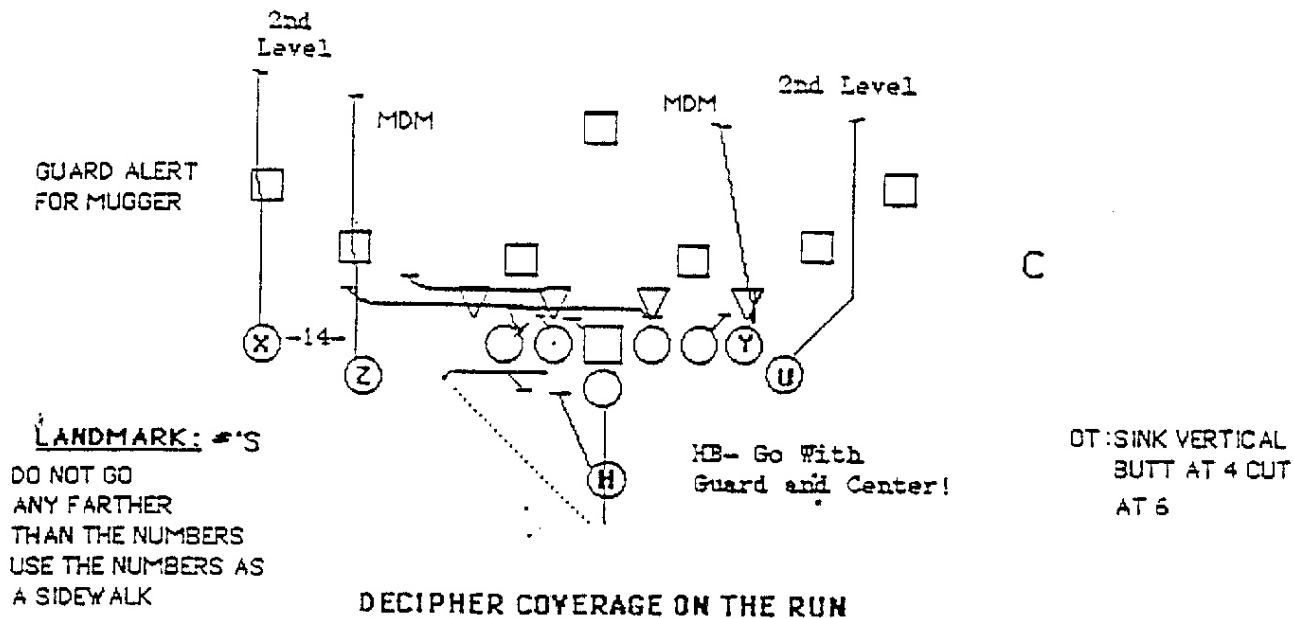 2nd
Level
MDM
MDM
2nd Level
GUARD ALERT
FOR MUGGER
C
X
-14-
Z
Y
U
H
LANDMARK: #'S
DO NOT GO
ANY FARTHER
THAN THE NUMBERS
USE THE NUMBERS AS
A SIDEWALK
HB- Go With
Guard and Center!
OT:SINK VERTICAL
BUTT AT 4 CUT
AT 6
DECIPHER COVERAGE ON THE RUN